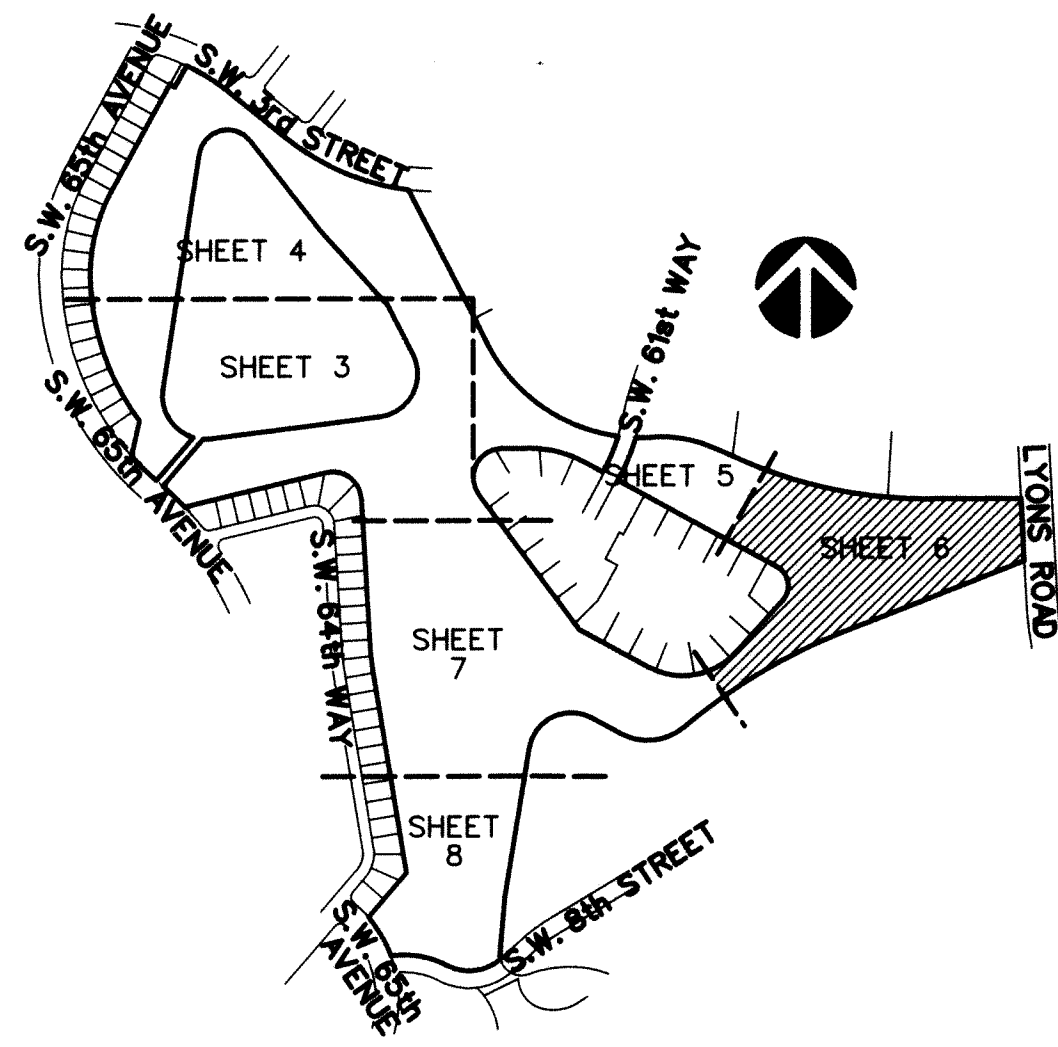 S.W. 65th AVENUE
S.W. 3rd STREET
SHEET 4
S.W. 61st WAY
SHEET 3
S.W. 65th AVENUE
SHEET 5
SHEET 6
LYONS ROAD
S.W. 64th WAY
SHEET
7
SHEET
8
S.W. 8th STREET
S.W. 65th
AVENUE